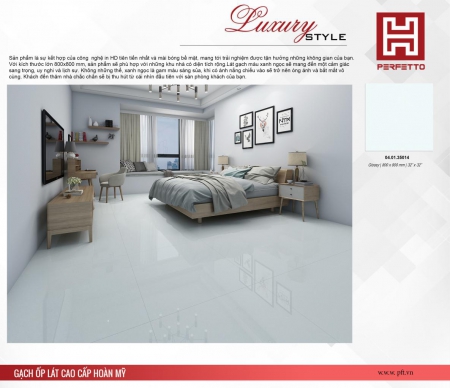 Luxury
STYLE
PERFETTO
Sản phẩm là sự kết hợp của công nghệ in HD tiên tiến nhất và mài bóng bề mặt, mang tới trải nghiệm được tận hưởng những không gian của bạn.
Với kích thước lớn 800x800 mm, sản phẩm sẽ phù hợp với những khu nhà có diện tích rộng Lát gạch màu xanh ngọc sẽ mang đến một cảm giác
sang trọng, uy nghi và lịch sự. Không những thế, xanh ngọc là gam màu sáng sủa, khi có ánh nắng chiếu vào sẽ trở nên óng ánh và bắt mắt vô
cùng. Khách đến thăm nhà chắc chắn sẽ bị thu hút từ cái nhìn đầu tiên với sàn phòng khách của bạn.
04.01.35014
Glossy | 800 x 800 mm | 32" x 32"
GẠCH ỐP LÁT CAO CẤP HOÀN MỸ
www. pft.vn